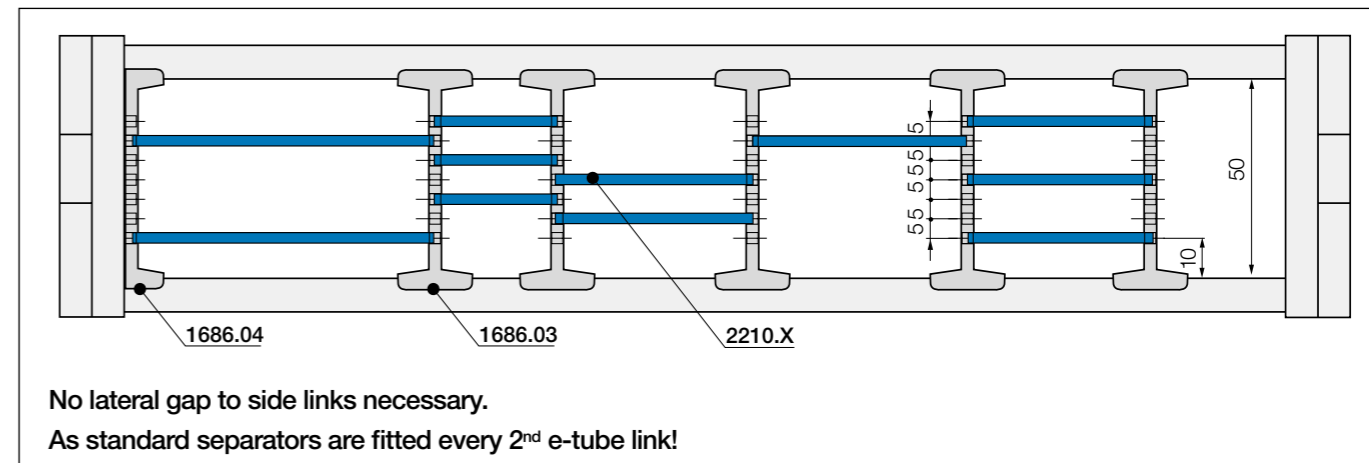 5
5 5
5 5
5 5
50
10
1686.04
1686.03
2210.X
No lateral gap to side links necessary.
As standard separators are fitted every 2nd e-tube link!